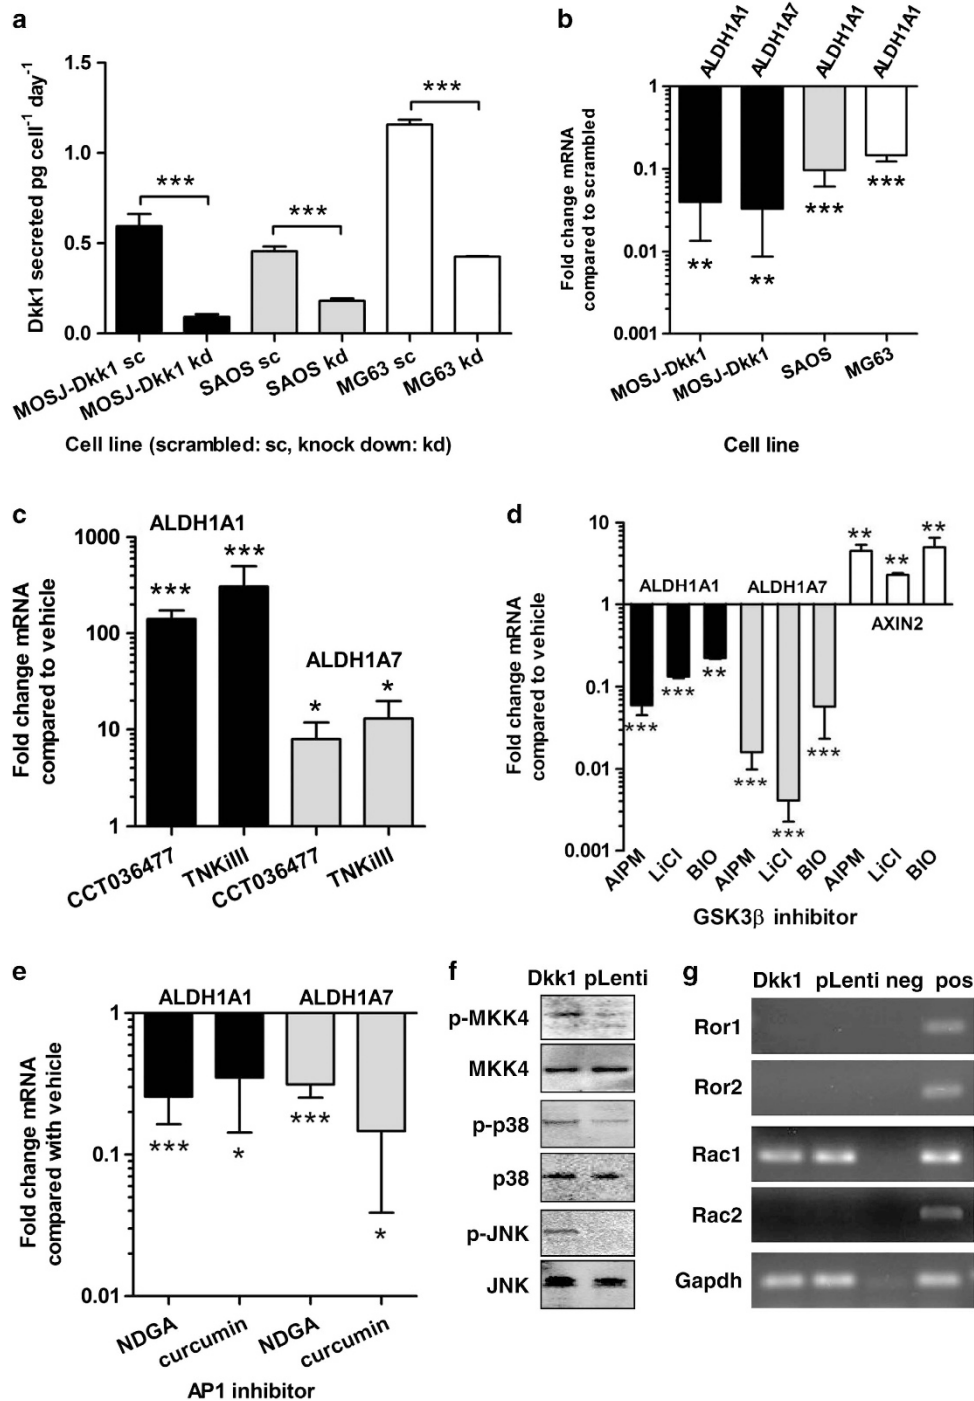 a
Dkk1 secreted pg cell-1 day-1
1.5
1.0
0.5
0.0
***
***
***
MOSJ-Dkk1 sc
MOSJ-Dkk1 kd
SAOS sc
SAOS kd
MG63 sc
MG63 kd
Cell line (scrambled: sc, knock down: kd)
b
ALDH1A1
ALDH1A7
ALDH1A1
ALDH1A1
Fold change mRNA
compared to scrambled
1
0.1
0.01
0.001
**
**
***
***
MOSJ-Dkk1
MOSJ-Dkk1
SAOS
MG63
Cell line
c
Fold change mRNA
compared to vehicle
1000
100
10
1
ALDH1A1
***
***
ALDH1A7
*
*
CCT036477
TNKiIII
CCT036477
TNKiIII
d
Fold change mRNA
compared to vehicle
10
1
0.1
0.01
0.001
ALDH1A1
ALDH1A7
**
**
**
AXIN2
***
***
**
***
***
***
AIPM
LiCl
BIO
AIPM
LiCl
BIO
AIPM
LiCl
BIO
GSK3β inhibitor
e
Fold change mRNA
compared with vehicle
ALDH1A1
ALDH1A7
1
0.1
0.01
***
*
***
*
NDGA
curcumin
NDGA
curcumin
AP1 inhibitor
f
Dkk1 pLenti
p-MKK4
MKK4
p-p38
p38
p-JNK
JNK
g
Dkk1 pLenti neg pos
Ror1
Ror2
Rac1
Rac2
Gapdh